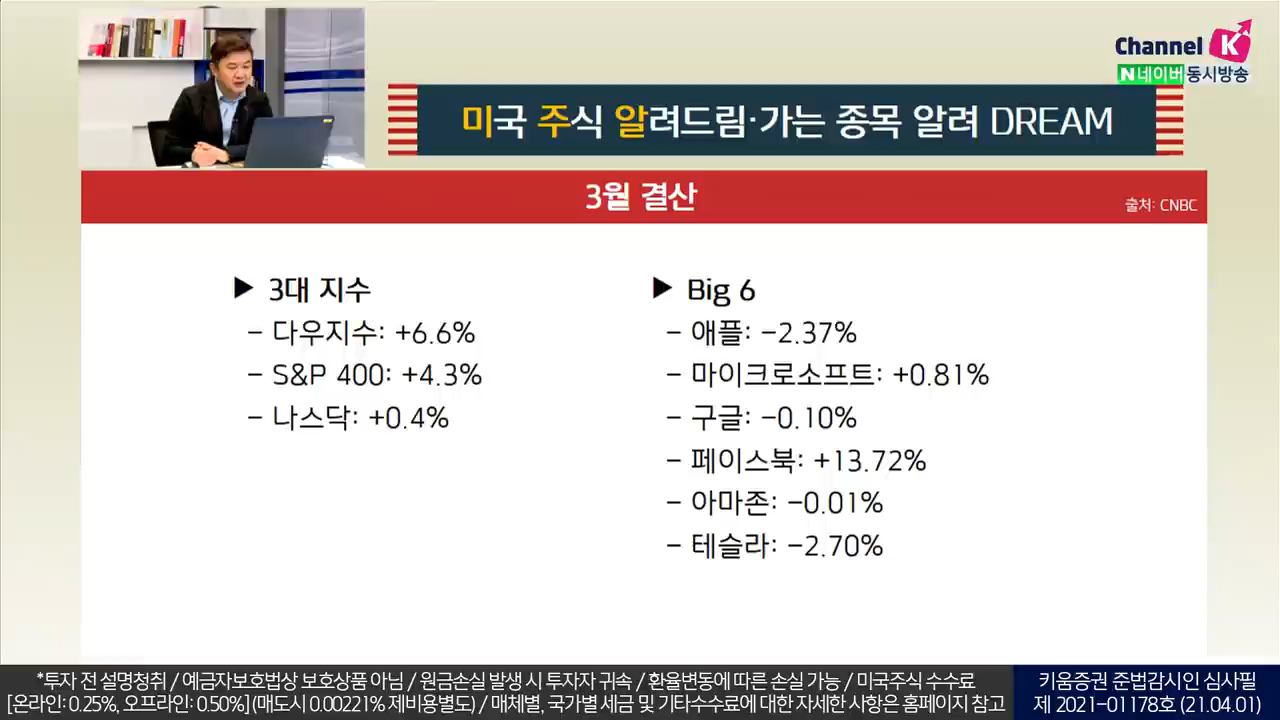 Channel K
N 네이버 동시방송
미국 주식 알려드림·가는 종목 알려 DREAM
3월 결산
출처: CNBC
▶ 3대 지수
- 다우지수: +6.6%
- S&P 400: +4.3%
- 나스닥: +0.4%
▶ Big 6
- 애플: -2.37%
- 마이크로소프트: +0.81%
- 구글: -0.10%
- 페이스북: +13.72%
- 아마존: -0.01%
- 테슬라: -2.70%
*투자 전 설명청취 / 예금자보호법상 보호상품 아님 / 원금손실 발생 시 투자자 귀속 / 환율변동에 따른 손실 가능 / 미국주식 수수료
[온라인: 0.25%, 오프라인: 0.50%] (매도시 0.00221% 제비용별도) / 매체별, 국가별 세금 및 기타수수료에 대한 자세한 사항은 홈페이지 참고
키움증권 준법감시인 심사필
제 2021-01178호 (21.04.01)